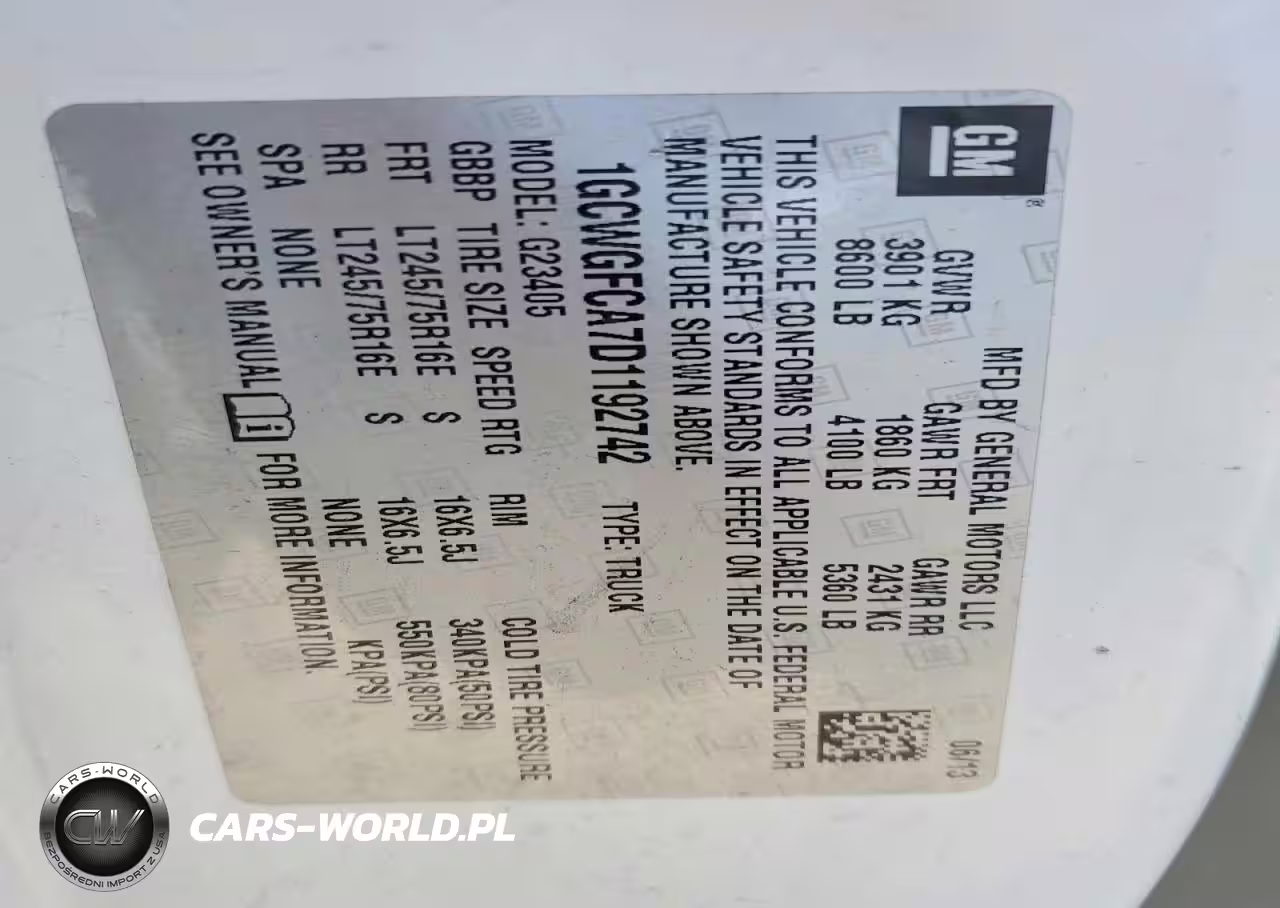 GM
®
MFD BY GENERAL MOTORS LLC 06/13
GVWR GAWR FRT GAWR RR
3901 KG 1860 KG 2431 KG
8600 LB 4100 LB 5360 LB
THIS VEHICLE CONFORMS TO ALL APPLICABLE U.S. FEDERAL MOTOR
VEHICLE SAFETY STANDARDS IN EFFECT ON THE DATE OF
MANUFACTURE SHOWN ABOVE.
1GCWGFCA7D1192742 TYPE: TRUCK
MODEL: G23405
GBBP TIRE SIZE SPEED RTG RIM COLD TIRE PRESSURE
FRT LT245/75R16E S 16X6.5J 340KPA(50PSI)
RR LT245/75R16E S 16X6.5J 550KPA(80PSI)
SPA NONE NONE KPA(PSI)
SEE OWNER'S MANUAL i FOR MORE INFORMATION.
CARS-WORLD
CW
BEZPOŚREDNI IMPORT Z USA
CARS-WORLD.PL